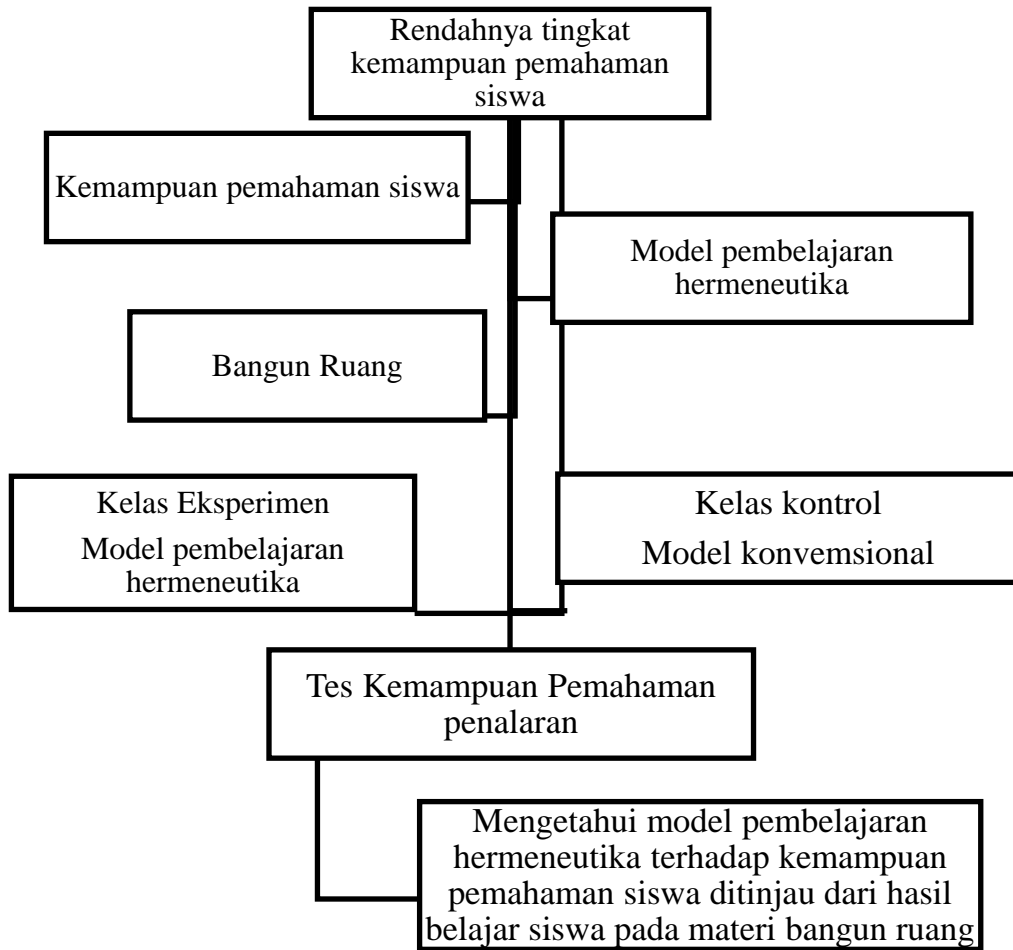 Rendahnya tingkat
kemampuan pemahaman
siswa
Kemampuan pemahaman siswa
Model pembelajaran
hermeneutika
Bangun Ruang
Kelas Eksperimen
Model pembelajaran
hermeneutika
Kelas kontrol
Model konvemsional
Tes Kemampuan Pemahaman
penalaran
Mengetahui model pembelajaran
hermeneutika terhadap kemampuan
pemahaman siswa ditinjau dari hasil
belajar siswa pada materi bangun ruang